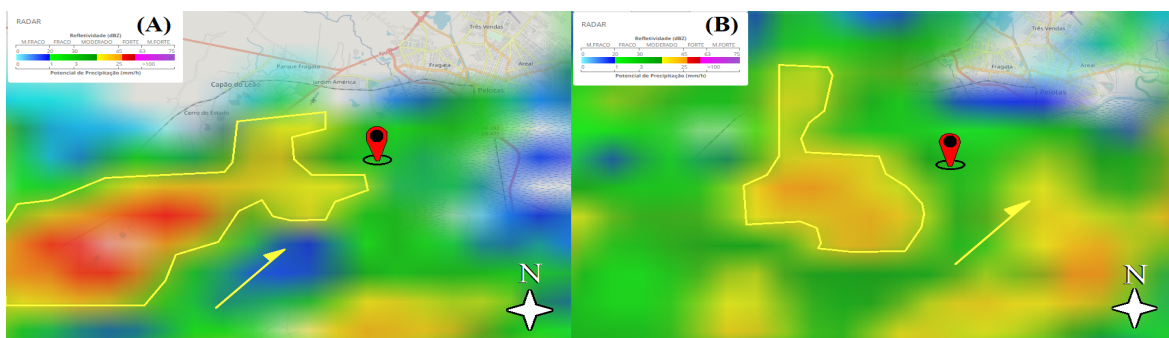 (A)
RADAR
Refletividade (dBZ)
M.FRACO FRACO MODERADO FORTE M.FORTE
0 20 30 45 53 63 75
0 1 3 25 >100
Potencial de Precipitação (mm/h)
Três Vendas
Parque Fragata
Fragata
Areal
Capão do Leão
Jardim América
Pelotas
Cerro do Estado
N
(B)
RADAR
Refletividade (dBZ)
M.FRACO FRACO MODERADO FORTE M.FORTE
0 20 30 45 53 63 75
0 1 3 25 >100
Potencial de Precipitação (mm/h)
Três Vendas
Fragata
Areal
Pelotas
N